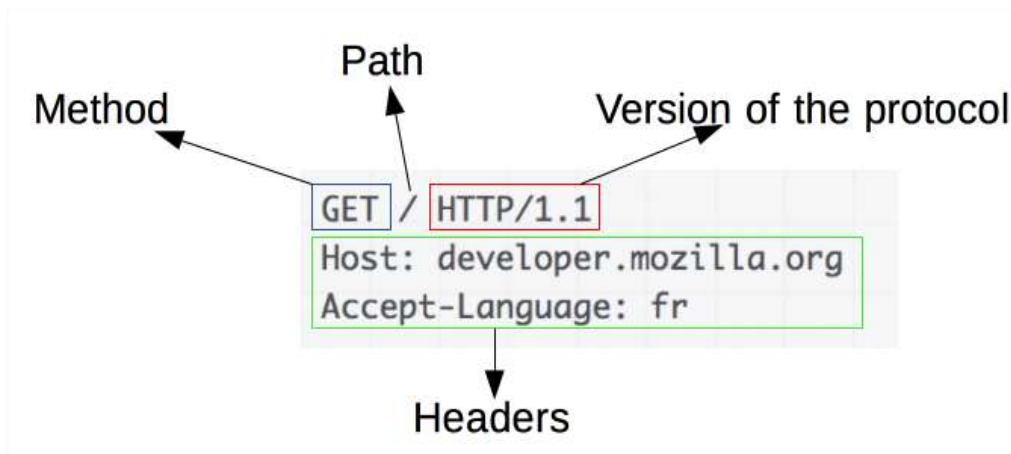 Path
Method
Version of the protocol
GET / HTTP/1.1
Host: developer.mozilla.org
Accept-Language: fr
Headers